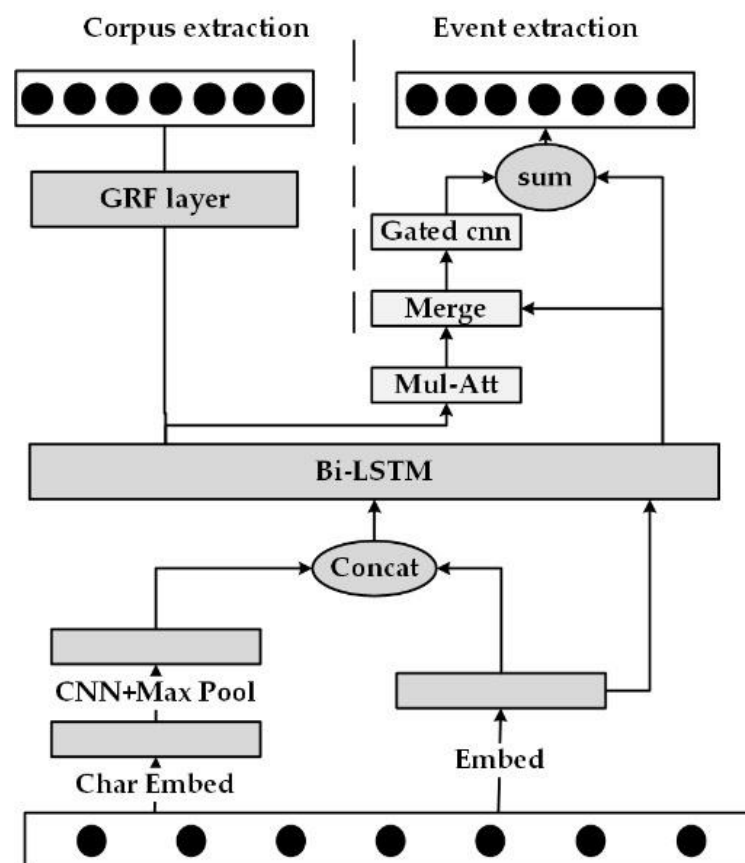 Corpus extraction
Event extraction
sum
GRF layer
Gated cnn
Merge
Mul-Att
Bi-LSTM
Concat
CNN+Max Pool
Embed
Char Embed